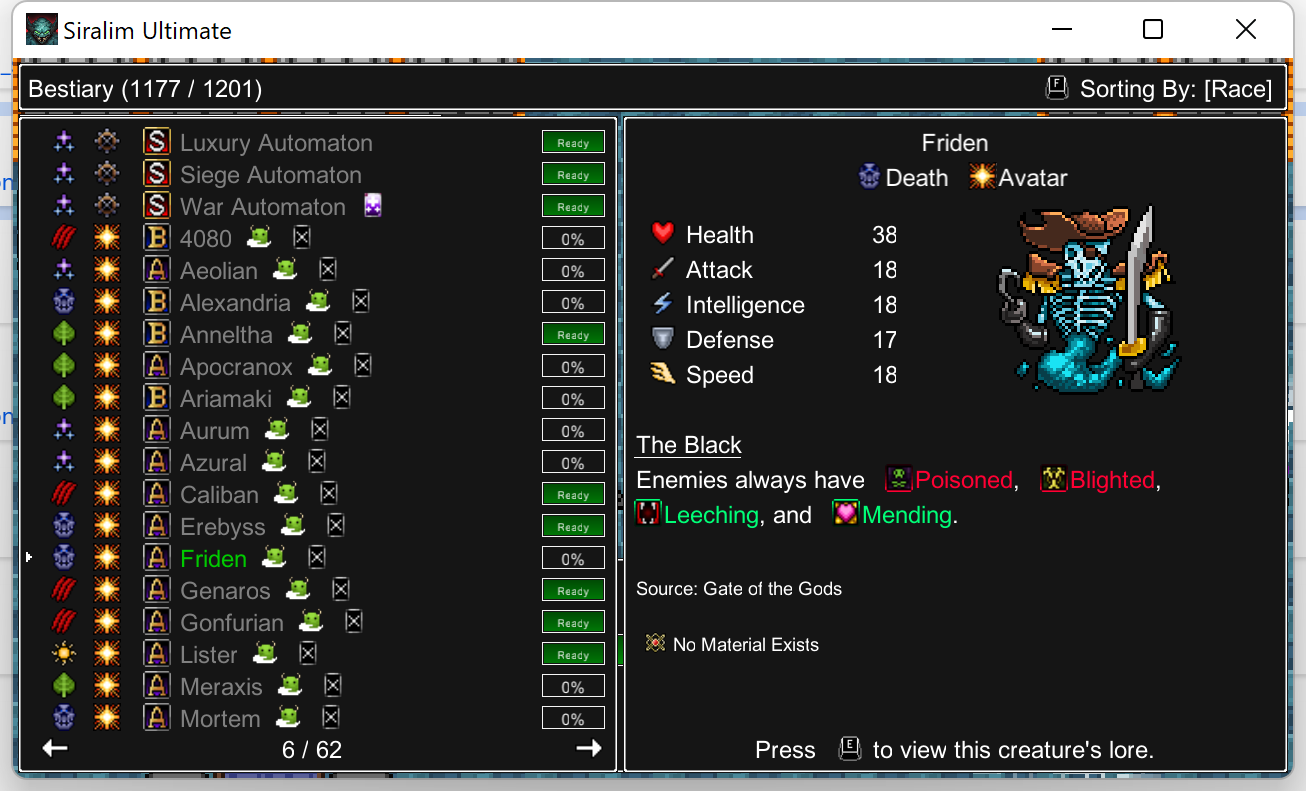 Siralim Ultimate
Bestiary (1177 / 1201)
F Sorting By: [Race]
S Luxury Automaton Ready
S Siege Automaton Ready
S War Automaton Ready
B 4080 0%
A Aeolian 0%
B Alexandria 0%
B Anneltha Ready
A Apocranox 0%
B Ariamaki 0%
A Aurum 0%
A Azural 0%
A Caliban Ready
A Erebyss Ready
A Friden 0%
A Genaros Ready
A Gonfurian Ready
A Lister Ready
A Meraxis 0%
A Mortem 0%
6 / 62
Friden
Death Avatar
Health 38
Attack 18
Intelligence 18
Defense 17
Speed 18
The Black
Enemies always have Poisoned, Blighted,
Leeching, and Mending.
Source: Gate of the Gods
No Material Exists
Press E to view this creature's lore.